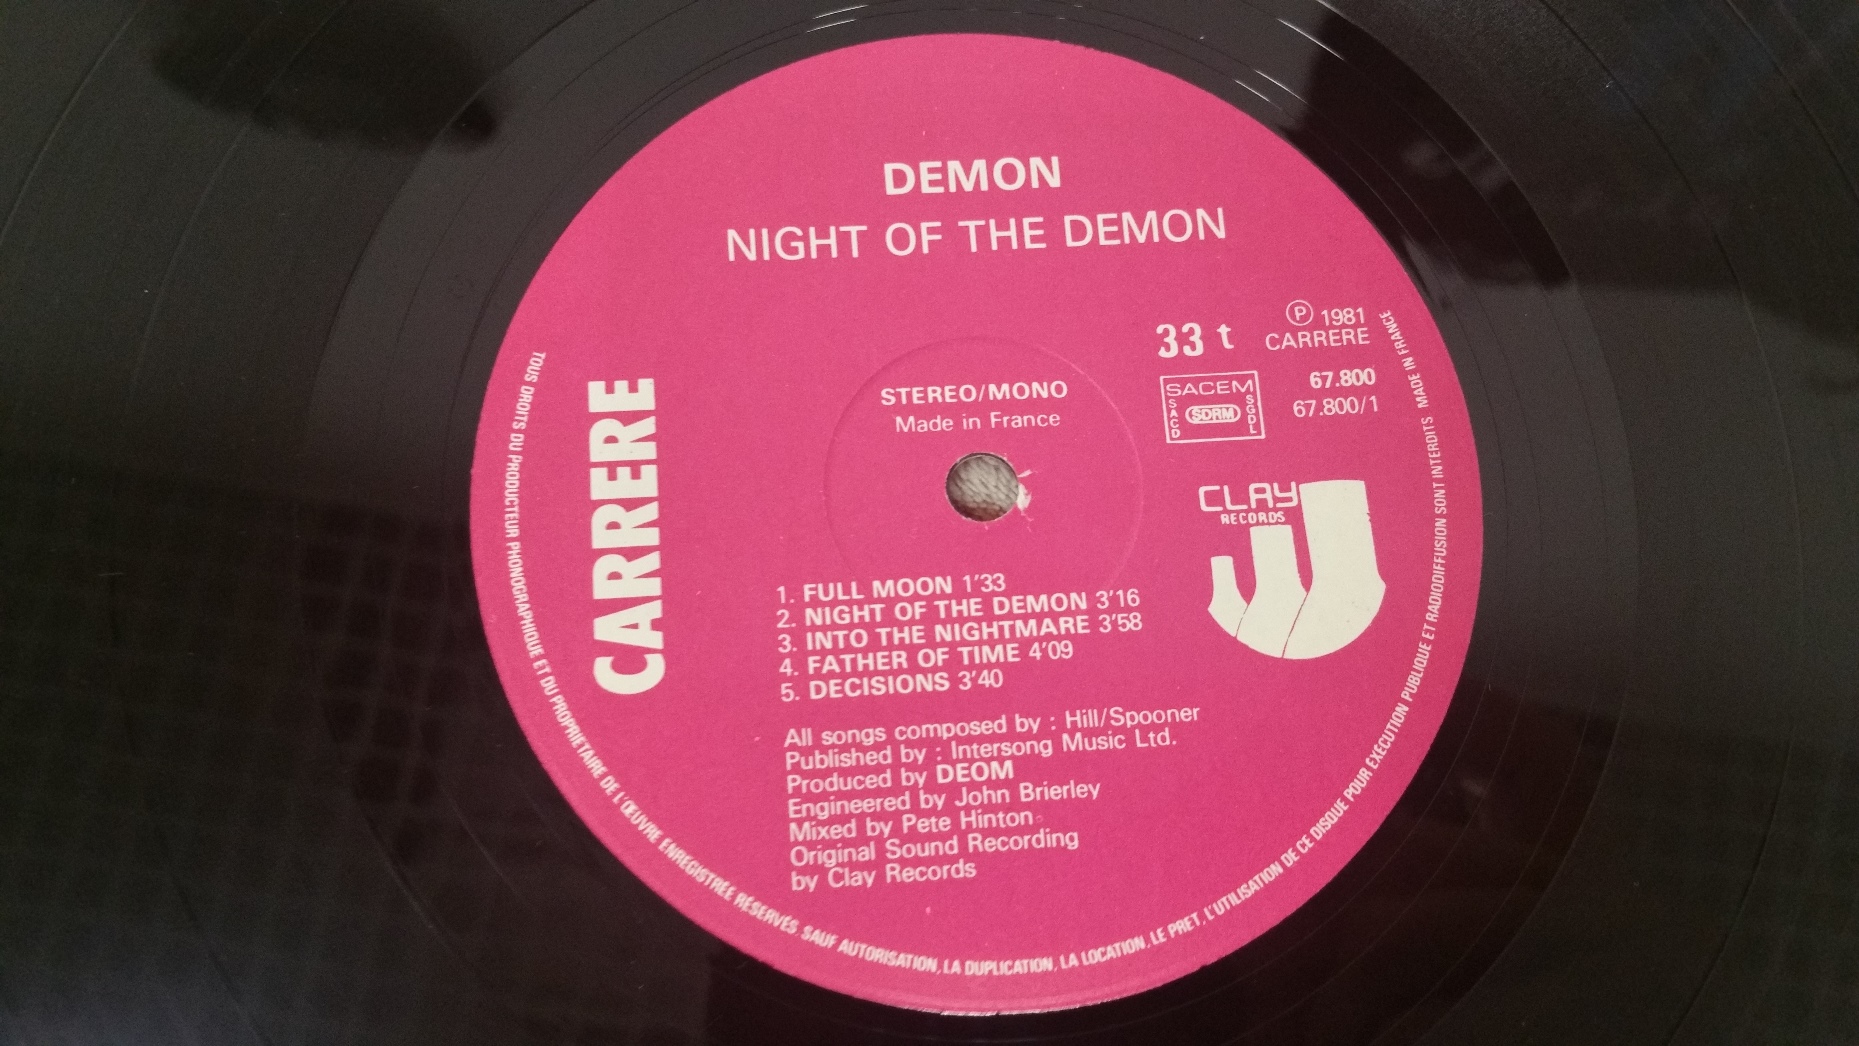 DEMON
NIGHT OF THE DEMON
33 t
℗ 1981
CARRERE
STEREO/MONO
Made in France
SACEM
SACD
SDRM
SGDL
67.800
67.800/1
CARRERE
CLAY
RECORDS
1. FULL MOON 1'33
2. NIGHT OF THE DEMON 3'16
3. INTO THE NIGHTMARE 3'58
4. FATHER OF TIME 4'09
5. DECISIONS 3'40
All songs composed by : Hill/Spooner
Published by : Intersong Music Ltd.
Produced by DEOM
Engineered by John Brierley
Mixed by Pete Hinton
Original Sound Recording
by Clay Records
TOUS DROITS DU PRODUCTEUR PHONOGRAPHIQUE ET DU PROPRIETAIRE DE L'ŒUVRE ENREGISTRÉE RESERVÉS SAUF AUTORISATION, LA DUPLICATION, LA LOCATION, LE PRET, L'UTILISATION DE CE DISQUE POUR EXECUTION PUBLIQUE ET RADIODIFFUSION SONT INTERDITS MADE IN FRANCE